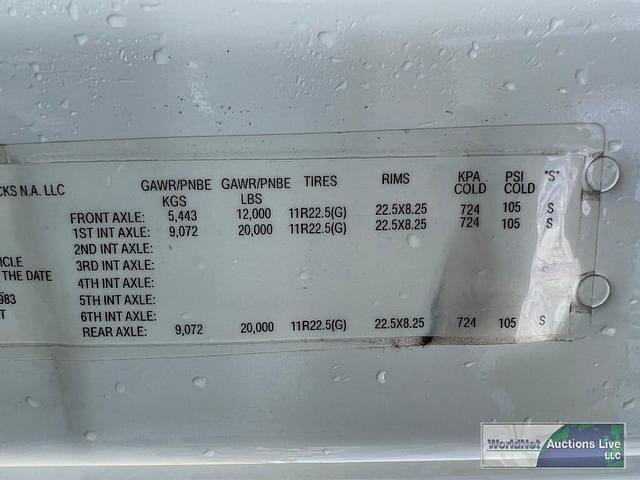 CKS N.A. LLC
GAWR/PNBE GAWR/PNBE TIRES RIMS KPA PSI "S"
KGS LBS COLD COLD
FRONT AXLE: 5,443 12,000 11R22.5(G) 22.5X8.25 724 105 S
1ST INT AXLE: 9,072 20,000 11R22.5(G) 22.5X8.25 724 105 S
2ND INT AXLE:
ICLE 3RD INT AXLE:
THE DATE 4TH INT AXLE:
983 5TH INT AXLE:
T 6TH INT AXLE:
REAR AXLE: 9,072 20,000 11R22.5(G) 22.5X8.25 724 105 S
WorldNet Auctions Live
LLC